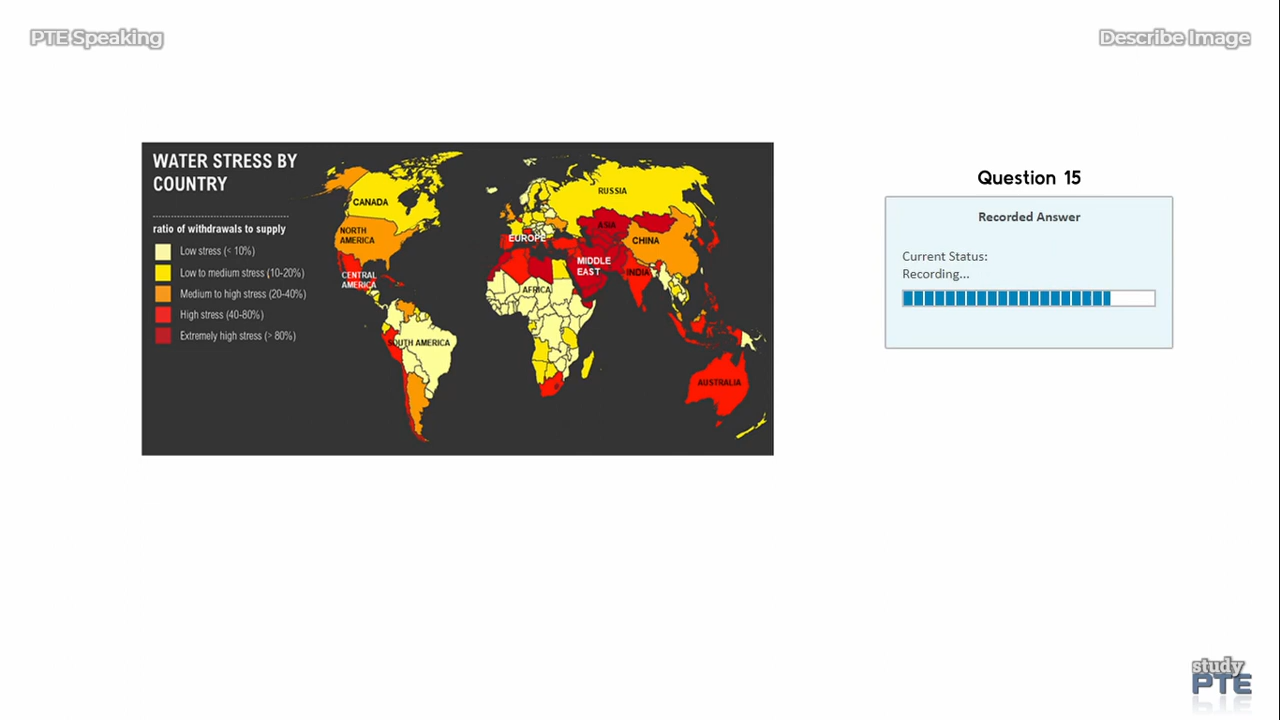 PTE Speaking
Describe Image
WATER STRESS BY
COUNTRY
ratio of withdrawals to supply
Low stress (< 10%)
Low to medium stress (10-20%)
Medium to high stress (20-40%)
High stress (40-80%)
Extremely high stress (> 80%)
CANADA
NORTH
AMERICA
CENTRAL
AMERICA
SOUTH AMERICA
EUROPE
AFRICA
RUSSIA
ASIA
CHINA
MIDDLE
EAST
INDIA
AUSTRALIA
Question 15
Recorded Answer
Current Status:
Recording...
study
PTE